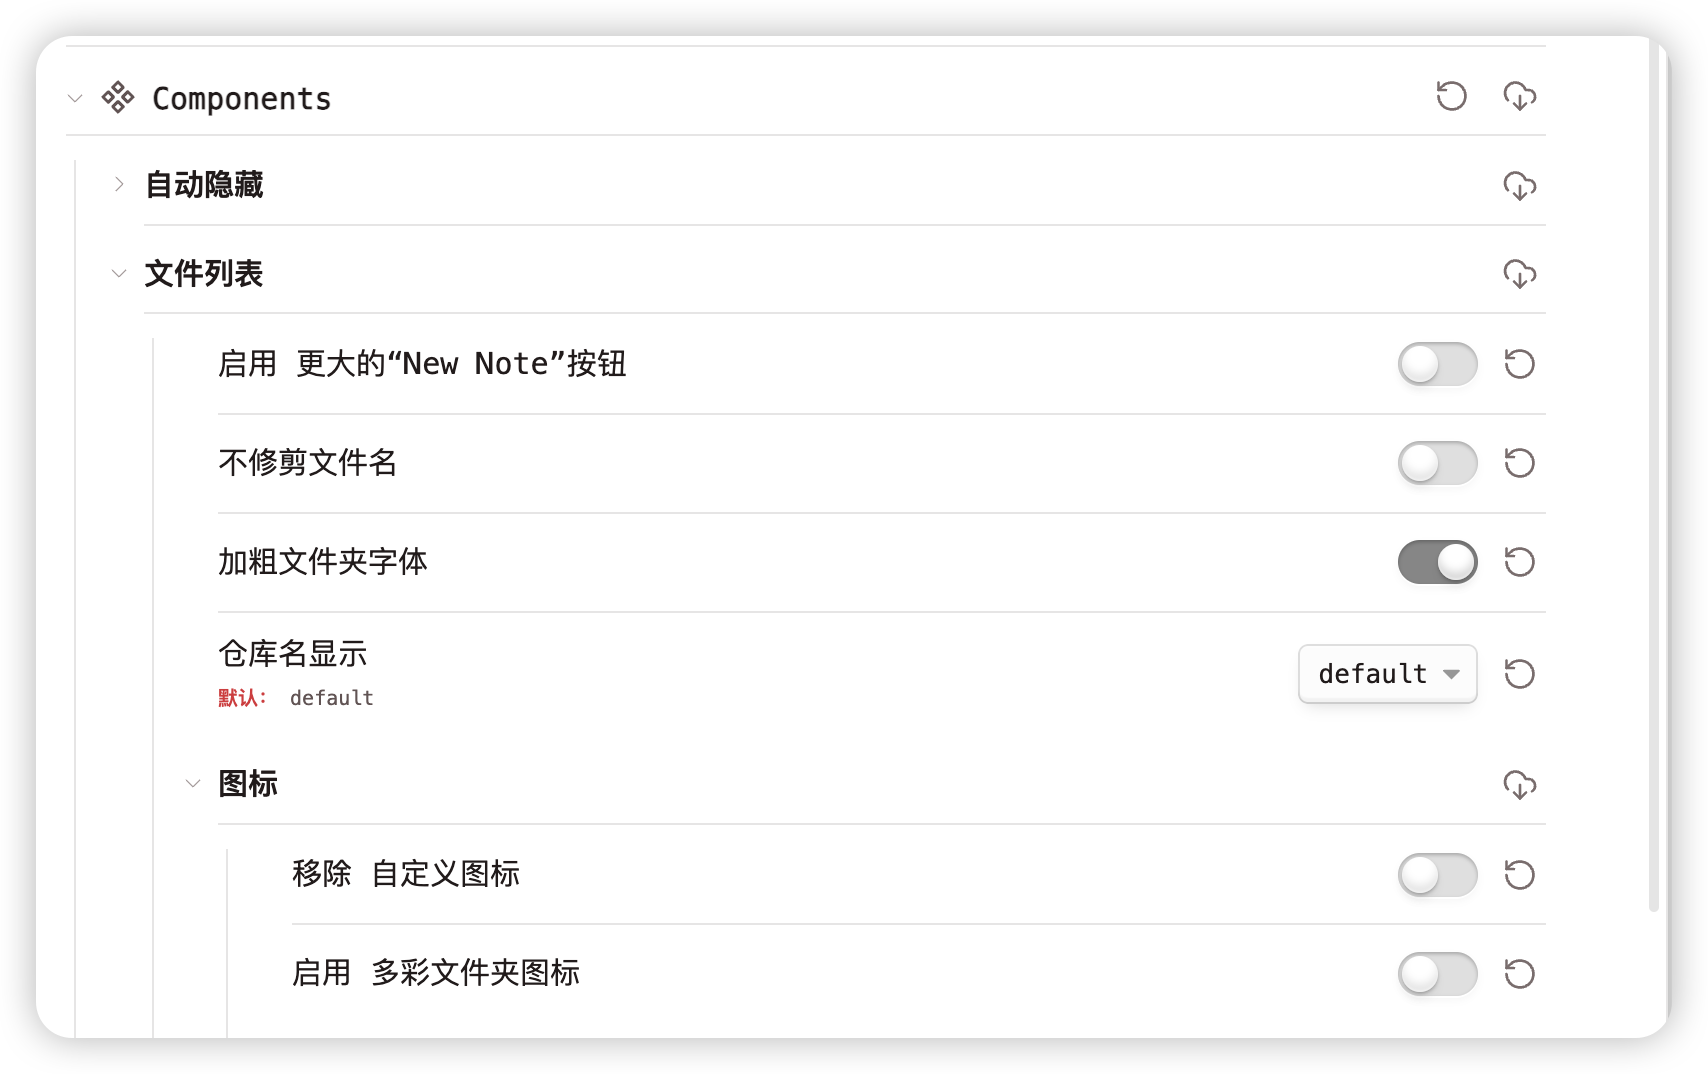 Components
自动隐藏
文件列表
启用 更大的“New Note”按钮
不修剪文件名
加粗文件夹字体
仓库名显示
default
默认: default
图标
移除 自定义图标
启用 多彩文件夹图标